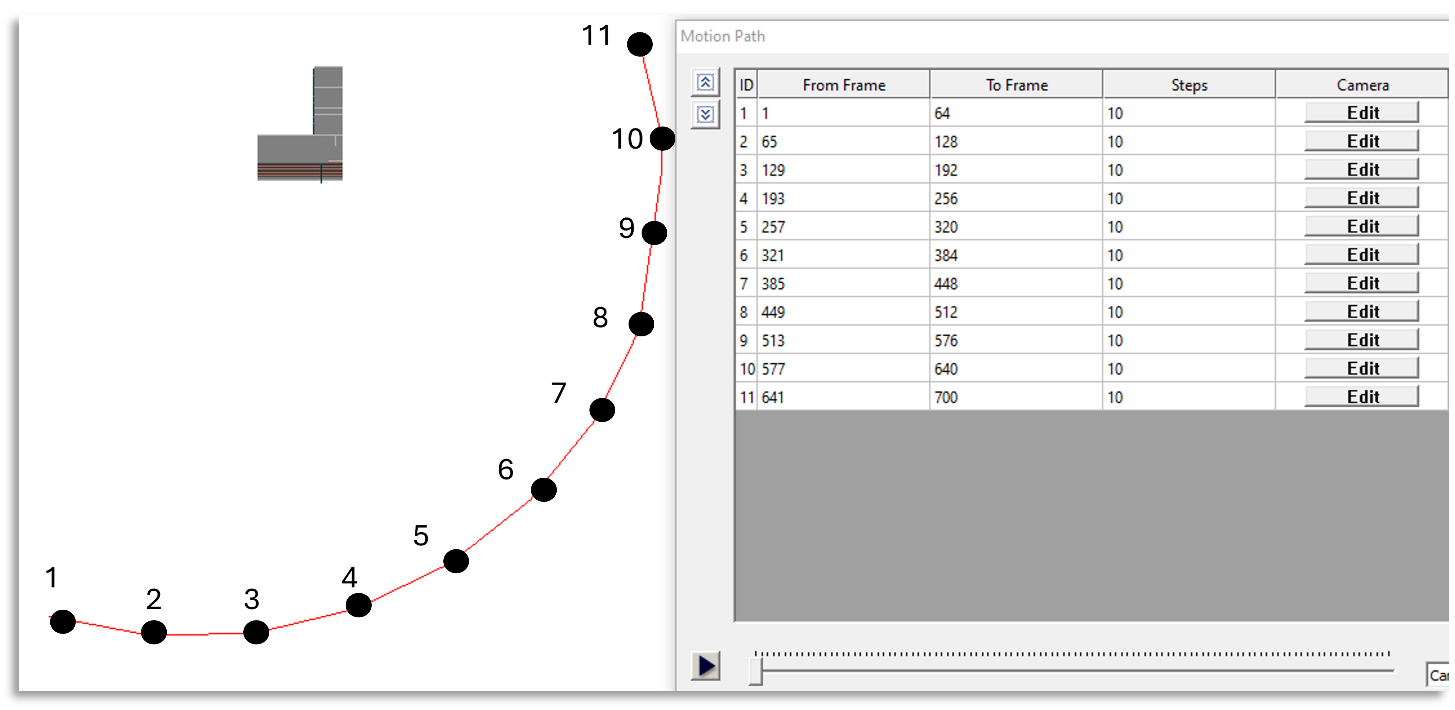 11
10
9
8
7
6
5
4
3
2
1
Motion Path
ID From Frame To Frame Steps Camera
1 1 64 10 Edit
2 65 128 10 Edit
3 129 192 10 Edit
4 193 256 10 Edit
5 257 320 10 Edit
6 321 384 10 Edit
7 385 448 10 Edit
8 449 512 10 Edit
9 513 576 10 Edit
10 577 640 10 Edit
11 641 700 10 Edit